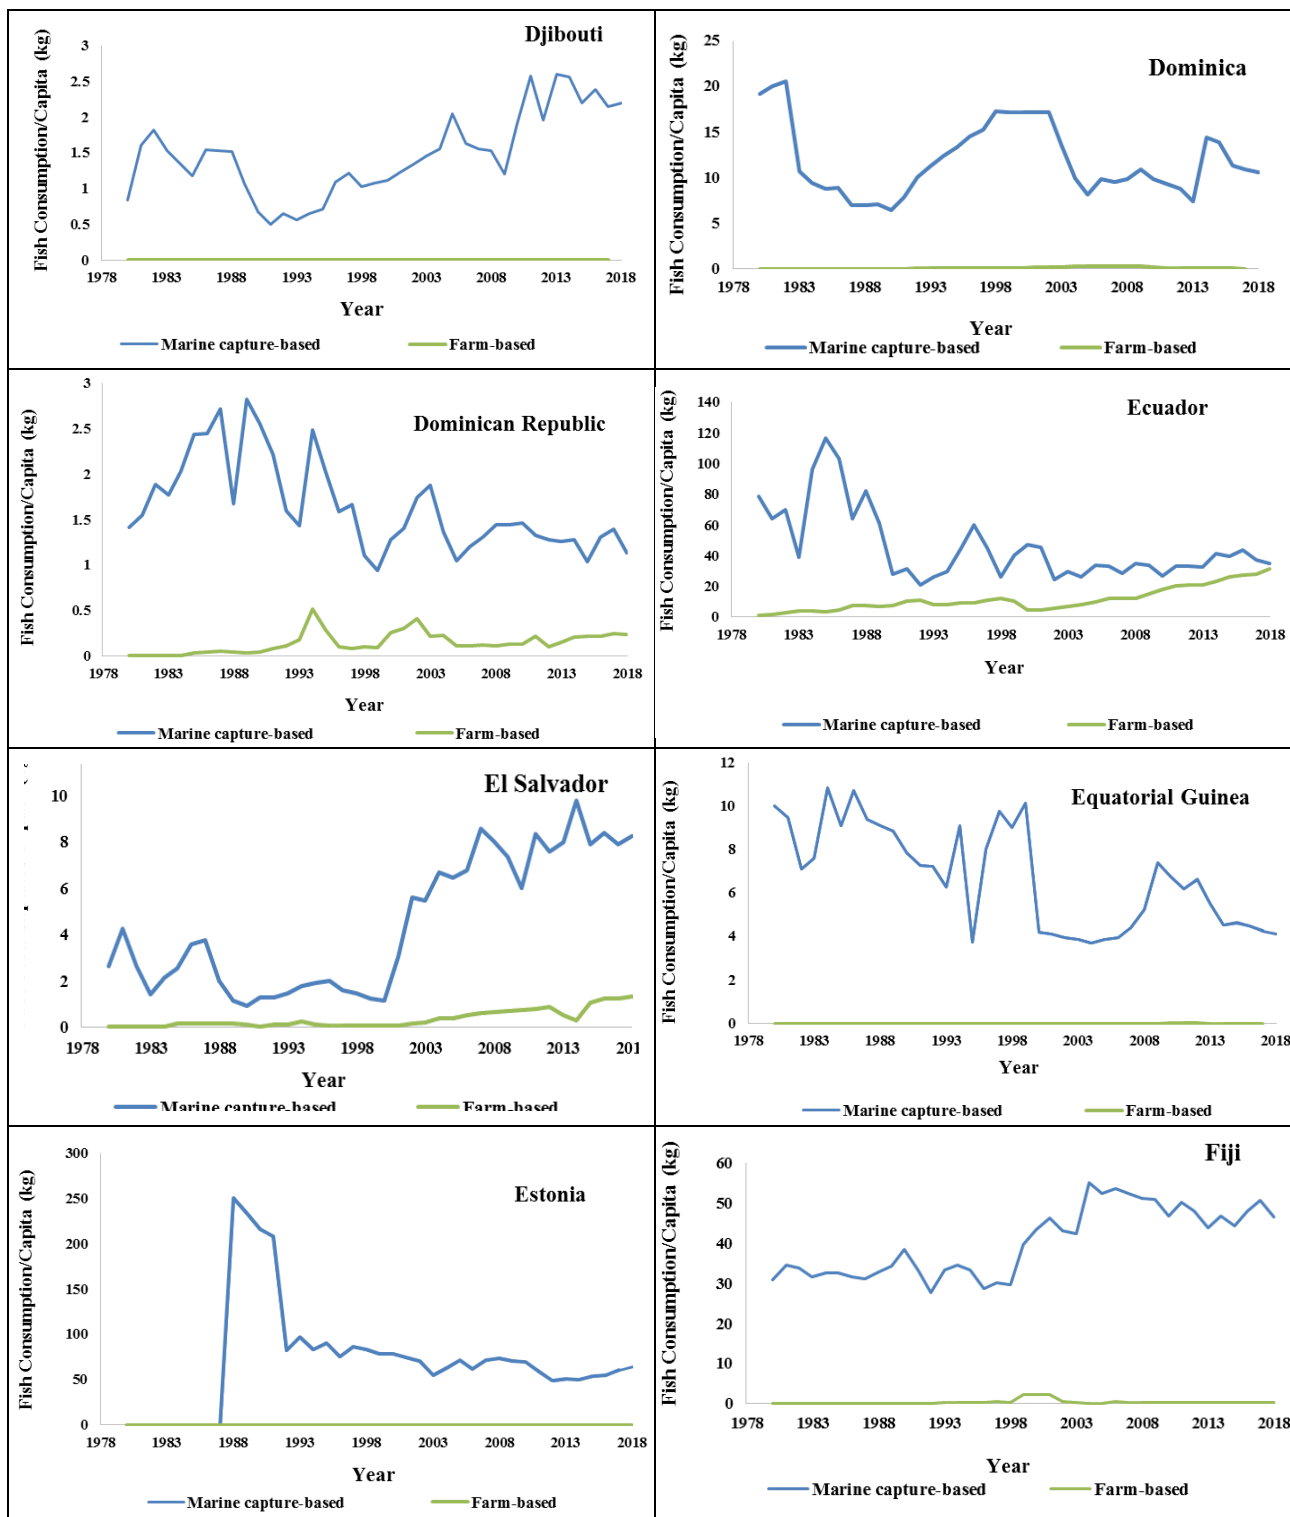 Djibouti
Fish Consumption/Capita (kg)
3
2.5
2
1.5
1
0.5
0
1978 1983 1988 1993 1998 2003 2008 2013 2018
Year
Marine capture-based Farm-based
Dominica
Fish Consumption/Capita (kg)
25
20
15
10
5
0
1978 1983 1988 1993 1998 2003 2008 2013 2018
Year
Marine capture-based Farm-based
Dominican Republic
Fish Consumption/Capita (kg)
3
2.5
2
1.5
1
0.5
0
1978 1983 1988 1993 1998 2003 2008 2013 2018
Year
Marine capture-based Farm-based
Ecuador
Fish Consumption/Capita (kg)
140
120
100
80
60
40
20
0
1978 1983 1988 1993 1998 2003 2008 2013 2018
Year
Marine capture-based Farm-based
El Salvador
10
8
6
4
2
0
1978 1983 1988 1993 1998 2003 2008 2013 201
Year
Marine capture-based Farm-based
Equatorial Guinea
Fish Consumption/Capita (kg)
12
10
8
6
4
2
0
1978 1983 1988 1993 1998 2003 2008 2013 2018
Year
Marine capture-based Farm-based
Estonia
Fish Consumption/Capita (kg)
300
250
200
150
100
50
0
1978 1983 1988 1993 1998 2003 2008 2013 2018
Year
Marine capture-based Farm-based
Fiji
Fish Consumption/Capita (kg)
60
50
40
30
20
10
0
1978 1983 1988 1993 1998 2003 2008 2013 2018
Year
Marine capture-based Farm-based